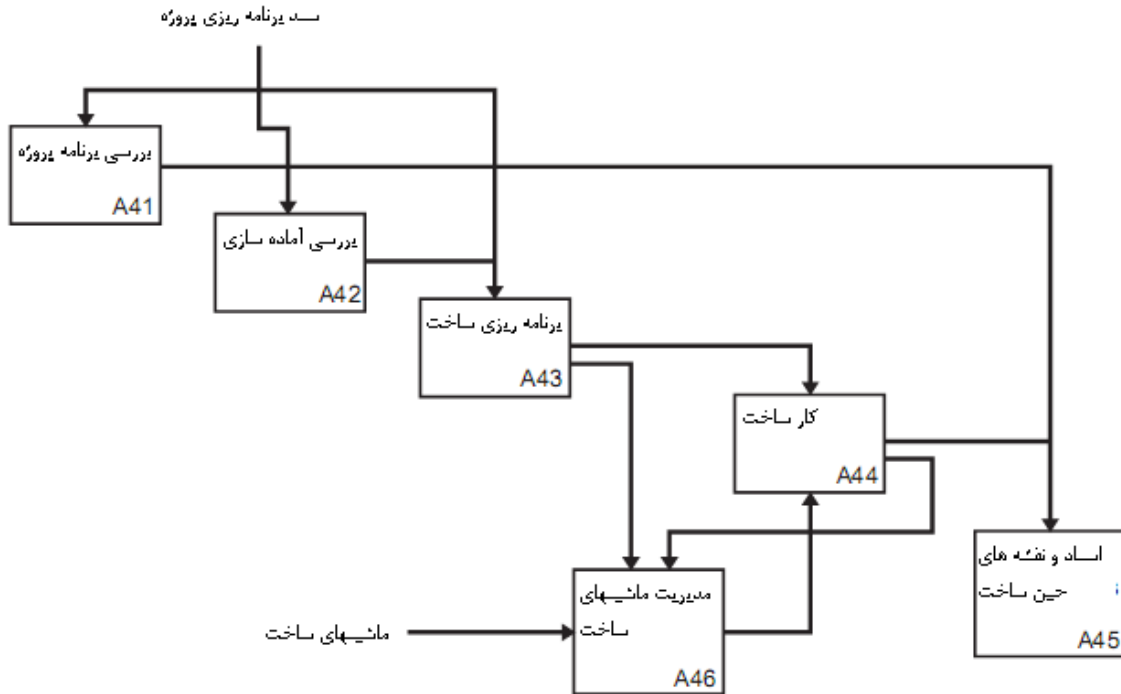 سند برنامه ریزی پروژه
بررسی برنامه پروژه
A41
بررسی آماده سازی
A42
برنامه ریزی ساخت
A43
کار ساخت
A44
اسناد و نقشه های
حین ساخت
A45
مدیریت ماشینهای
ساخت
A46
ماشینهای ساخت